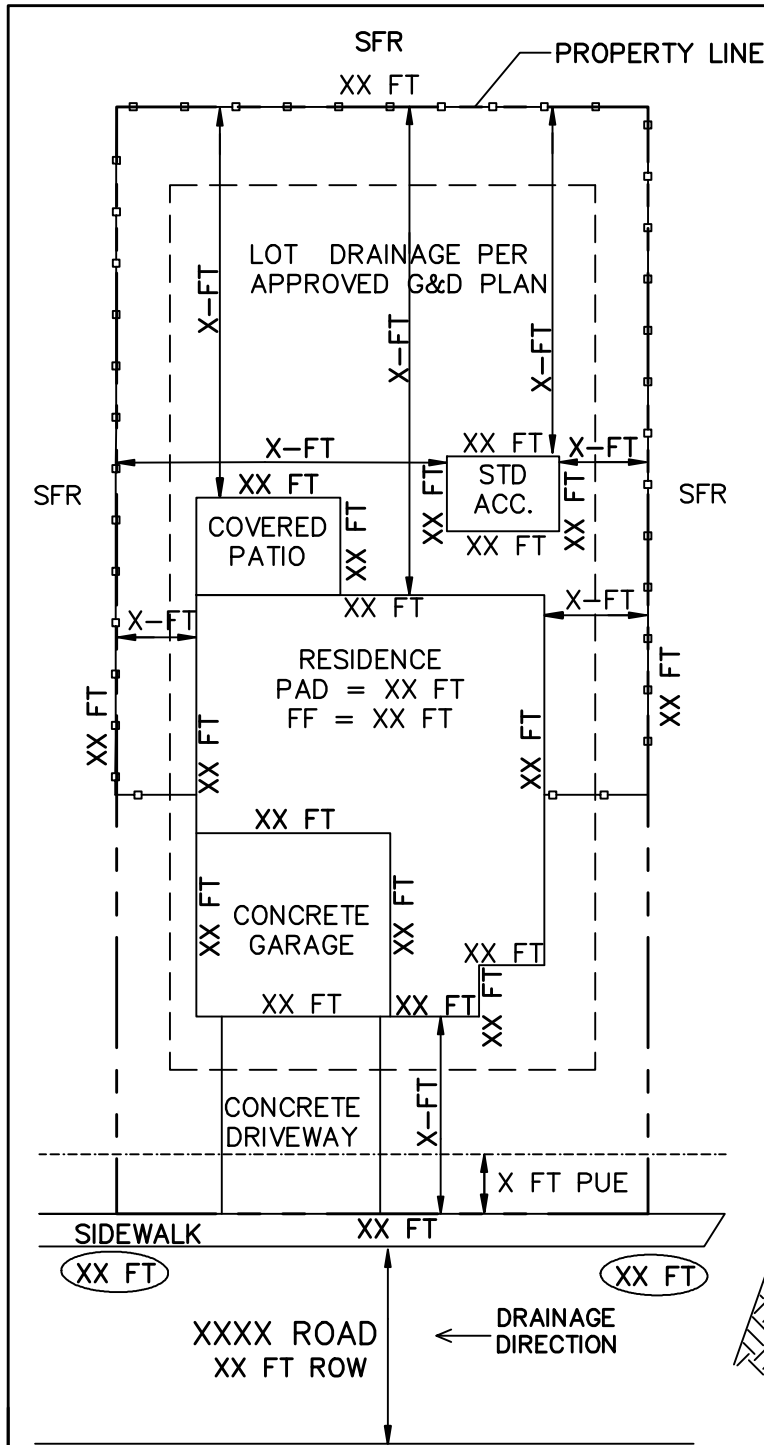 SFR
PROPERTY LINE
XX FT
LOT DRAINAGE PER
APPROVED G&D PLAN
X-FT
X-FT
X-FT
X-FT
XX FT
X-FT
SFR
XX FT
XX FT
STD
ACC.
XX FT
SFR
COVERED
PATIO
XX FT
XX FT
XX FT
X-FT
X-FT
RESIDENCE
PAD = XX FT
FF = XX FT
XX FT
XX FT
XX FT
XX FT
XX FT
XX FT
CONCRETE
GARAGE
XX FT
XX FT
XX FT
XX FT
XX FT
CONCRETE
DRIVEWAY
X-FT
X FT PUE
SIDEWALK
XX FT
XX FT
XX FT
XXXX ROAD
XX FT ROW
DRAINAGE
DIRECTION